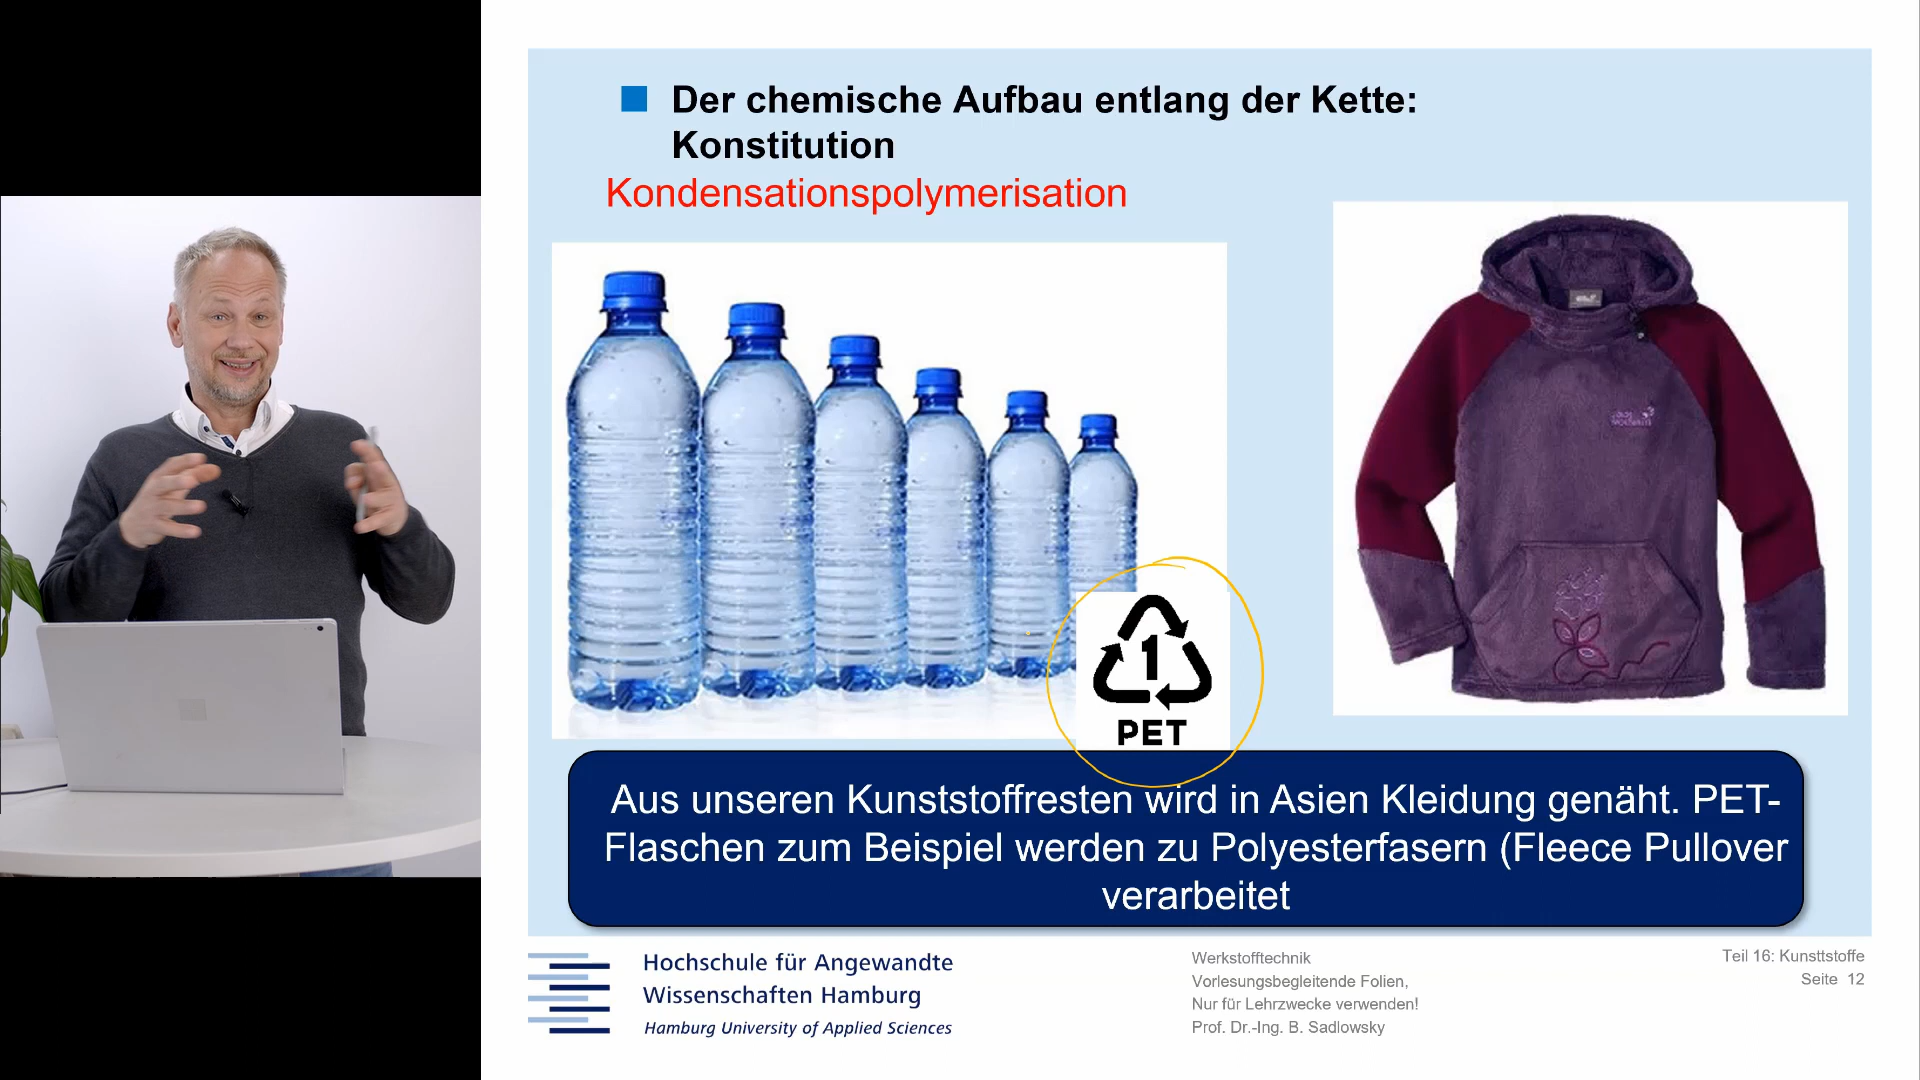 Der chemische Aufbau entlang der Kette:
Konstitution
Kondensationspolymerisation
1
PET
Aus unseren Kunststoffresten wird in Asien Kleidung genäht. PET-
Flaschen zum Beispiel werden zu Polyesterfasern (Fleece Pullover
verarbeitet
Hochschule für Angewandte
Wissenschaften Hamburg
Hamburg University of Applied Sciences
Werkstofftechnik
Vorlesungsbegleitende Folien,
Nur für Lehrzwecke verwenden!
Prof. Dr.-Ing. B. Sadlowsky
Teil 16: Kunsttstoffe
Seite 12